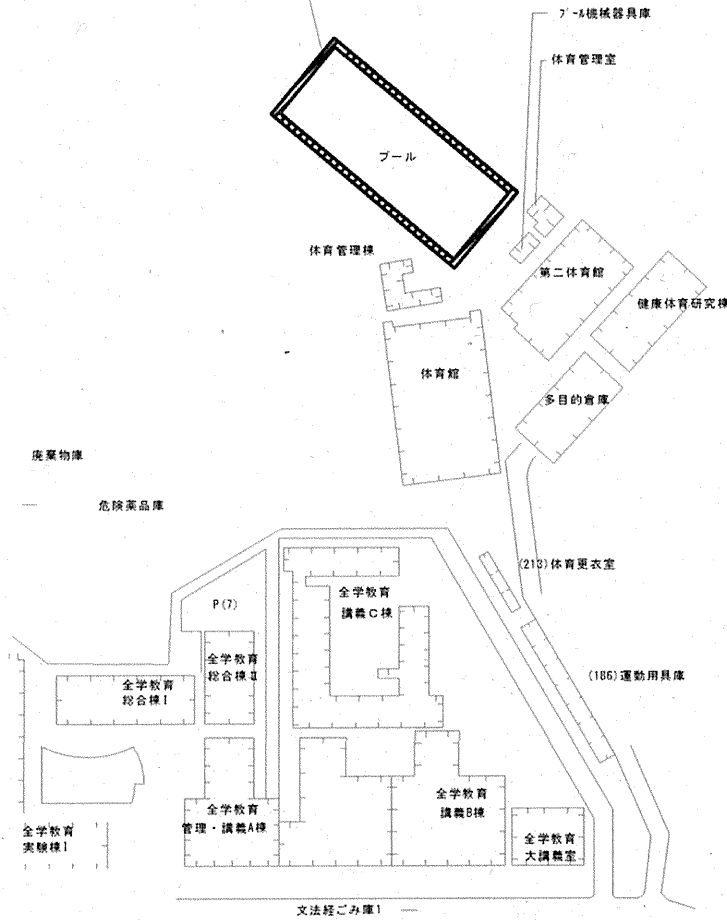 プール機械器具庫
体育管理室
プール
体育管理棟
第二体育館
健康体育研究棟
体育館
多目的倉庫
廃棄物庫
危険薬品庫
(213)体育更衣室
全学教育
講義C棟
P(7)
全学教育
総合棟Ⅱ
(186)運動用具庫
全学教育
総合棟Ⅰ
全学教育
講義B棟
全学教育
管理・講義A棟
全学教育
実験棟Ⅰ
全学教育
大講義室
文法経ごみ庫1